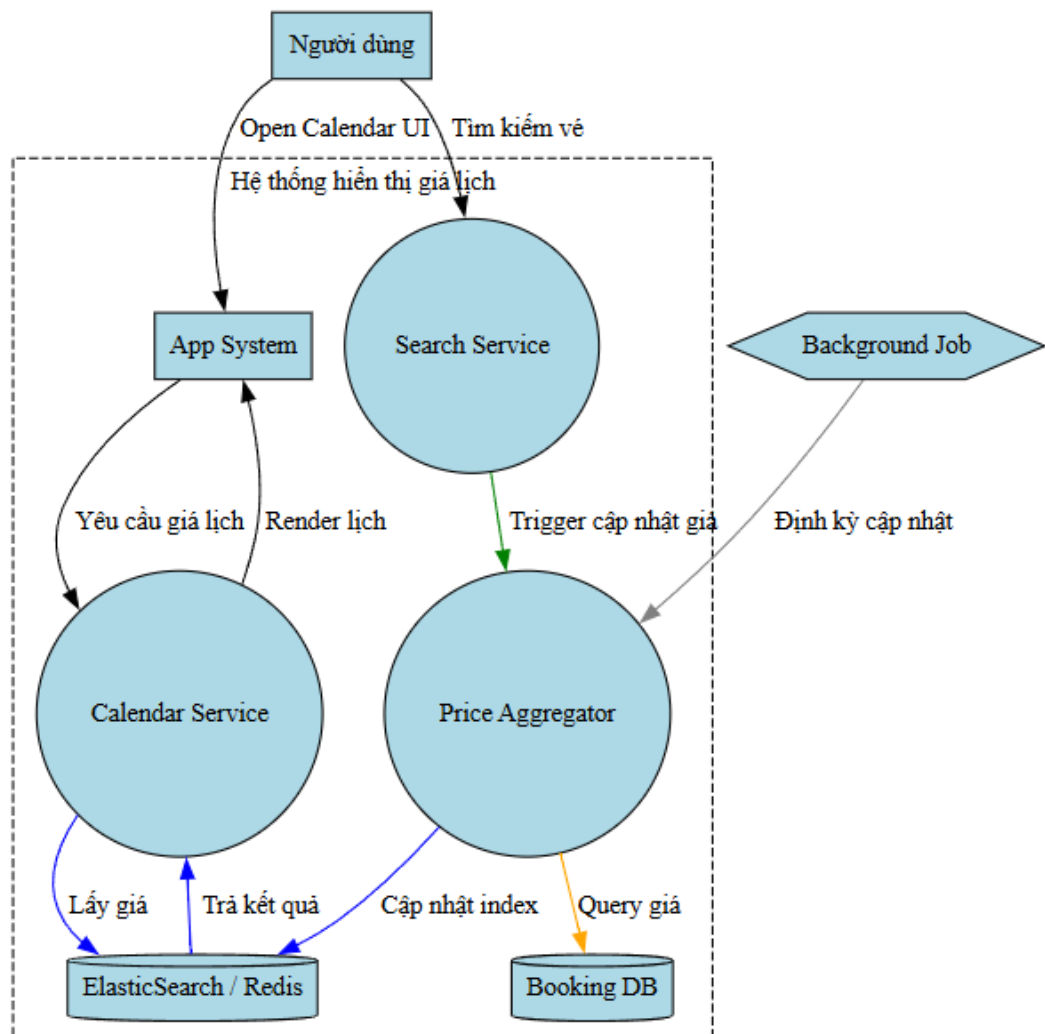 Người dùng
Open Calendar UI
Tìm kiếm vé
Hệ thống hiển thị giá lịch
App System
Search Service
Background Job
Yêu cầu giá lịch
Render lịch
Trigger cập nhật giá
Định kỳ cập nhật
Calendar Service
Price Aggregator
Lấy giá
Trả kết quả
Cập nhật index
Query giá
ElasticSearch / Redis
Booking DB